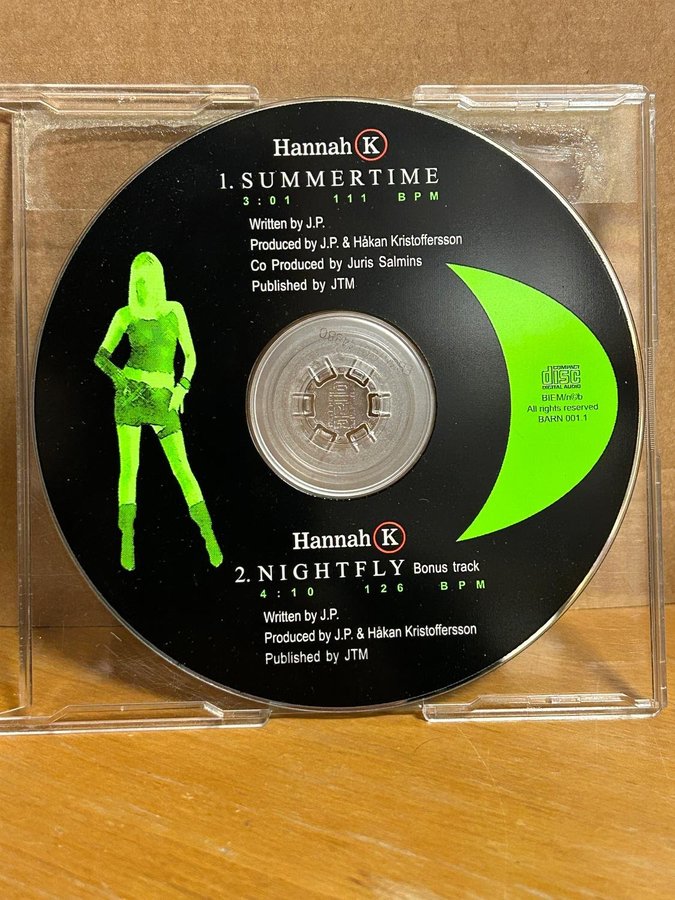 Hannah K
1. SUMMERTIME
3:01 111 BPM
Written by J.P.
Produced by J.P. & Håkan Kristoffersson
Co Produced by Juris Salmins
Published by JTM
COMPACT
disc
DIGITAL AUDIO
BIEM/n©b
All rights reserved
BARN 001.1
Hannah K
2. NIGHTFLY Bonus track
4:10 126 BPM
Written by J.P.
Produced by J.P. & Håkan Kristoffersson
Published by JTM